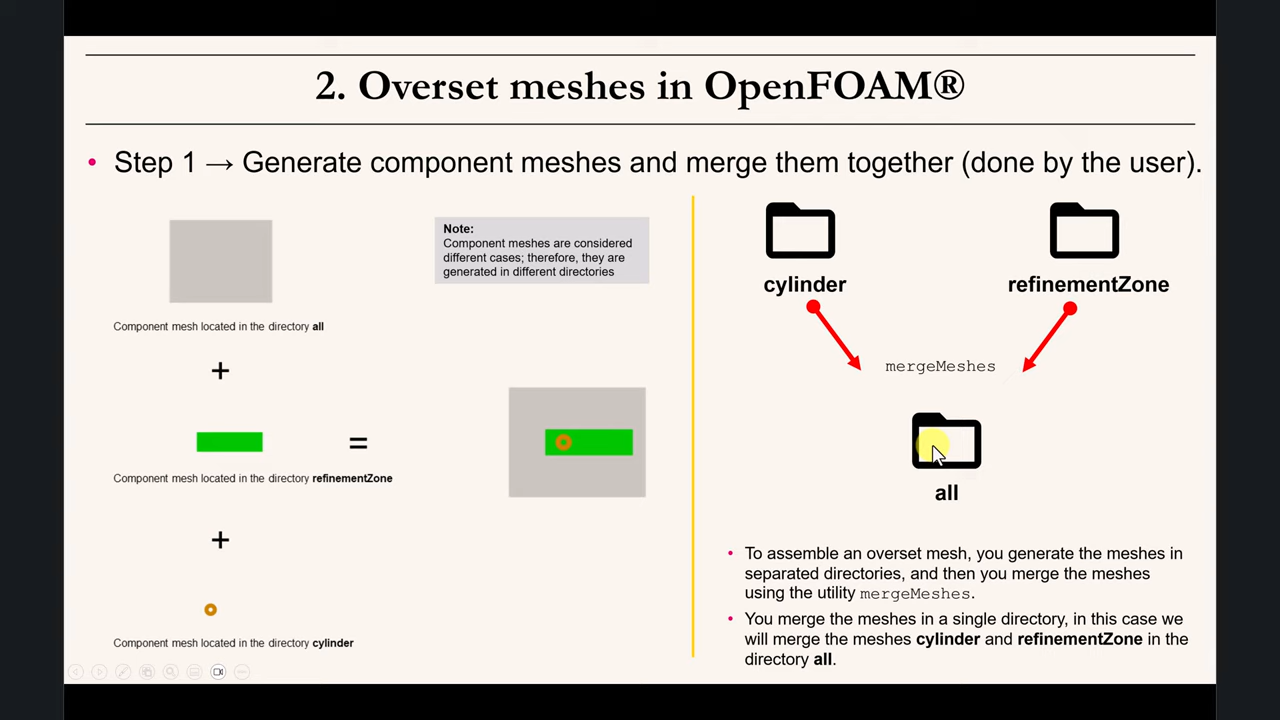 2. Overset meshes in OpenFOAM®
• Step 1 → Generate component meshes and merge them together (done by the user).
Component mesh located in the directory all
+
Component mesh located in the directory refinementZone
+
Component mesh located in the directory cylinder
=
Note:
Component meshes are considered
different cases; therefore, they are
generated in different directories
cylinder
refinementZone
mergeMeshes
all
• To assemble an overset mesh, you generate the meshes in
separated directories, and then you merge the meshes
using the utility mergeMeshes.
• You merge the meshes in a single directory, in this case we
will merge the meshes cylinder and refinementZone in the
directory all.